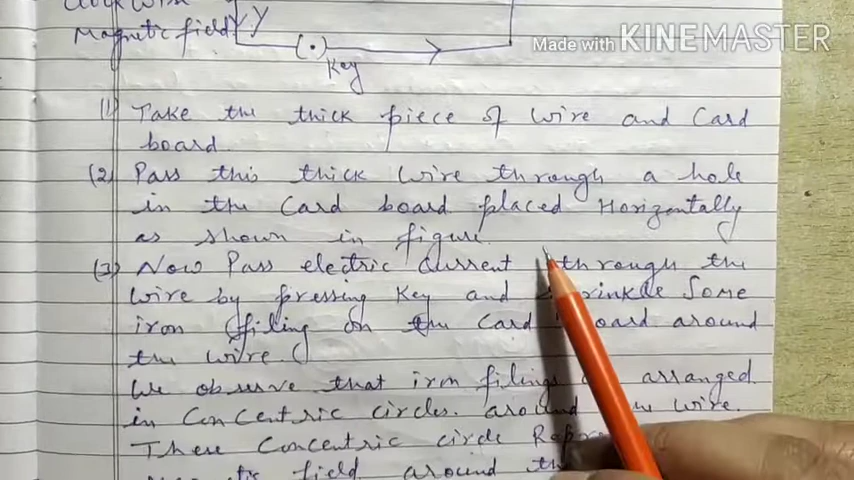 Clockwise
Magnetic field
Key
Made with KINEMASTER
(1) Take the thick piece of wire and Card
board.
(2) Pass this thick wire through a hole
in the Card board placed Horizontally
as shown in figure.
(3) Now Pass electric current through the
wire by pressing Key and sprinkle Some
iron filing on the Card board around
the wire.
We observe that iron filings arranged
in Concentric circles. around wire.
These Concentric circle
field around